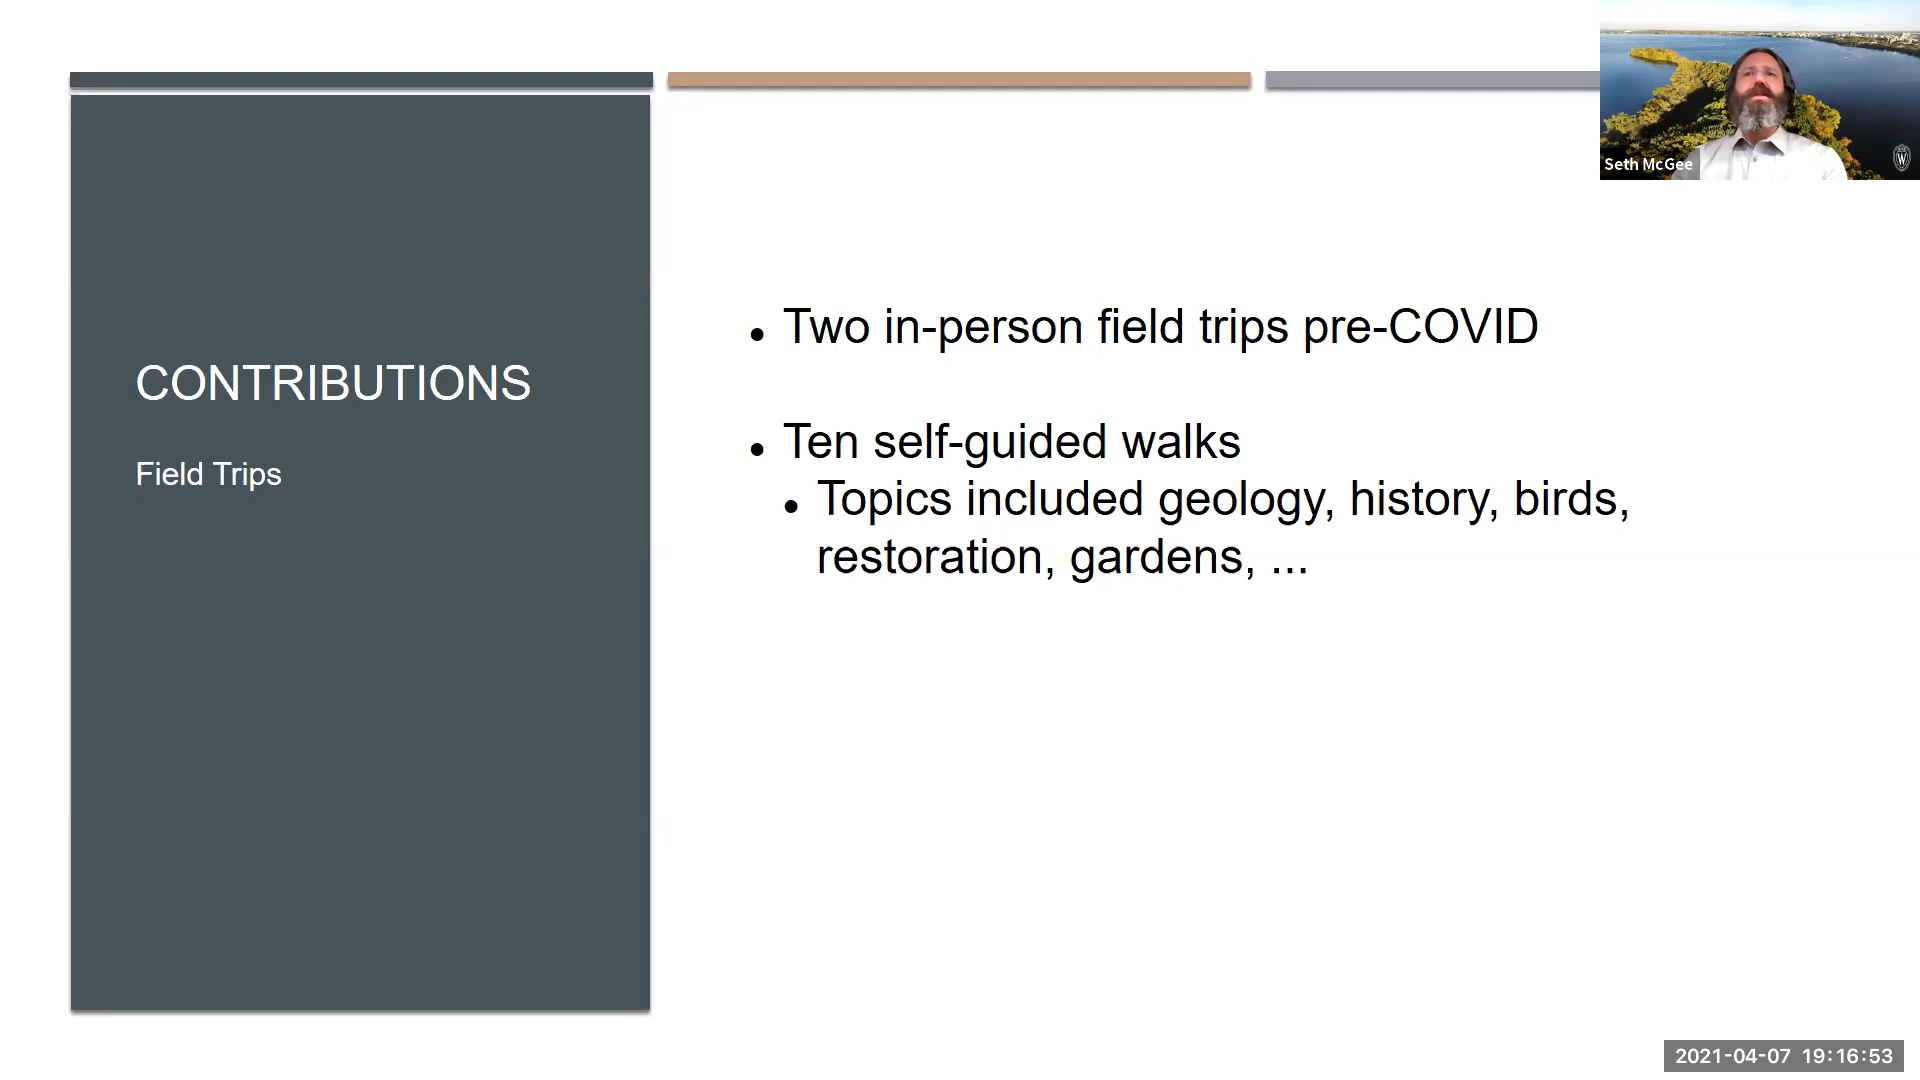 Seth McGee
W
CONTRIBUTIONS
Field Trips
• Two in-person field trips pre-COVID
• Ten self-guided walks
• Topics included geology, history, birds,
restoration, gardens, ...
2021-04-07 19:16:53